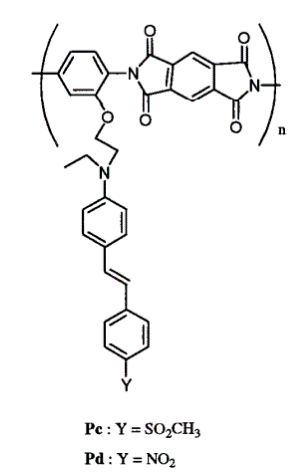 O O
N N
O
O O
n
N
Y
Pc : Y = SO2CH3
Pd : Y = NO2